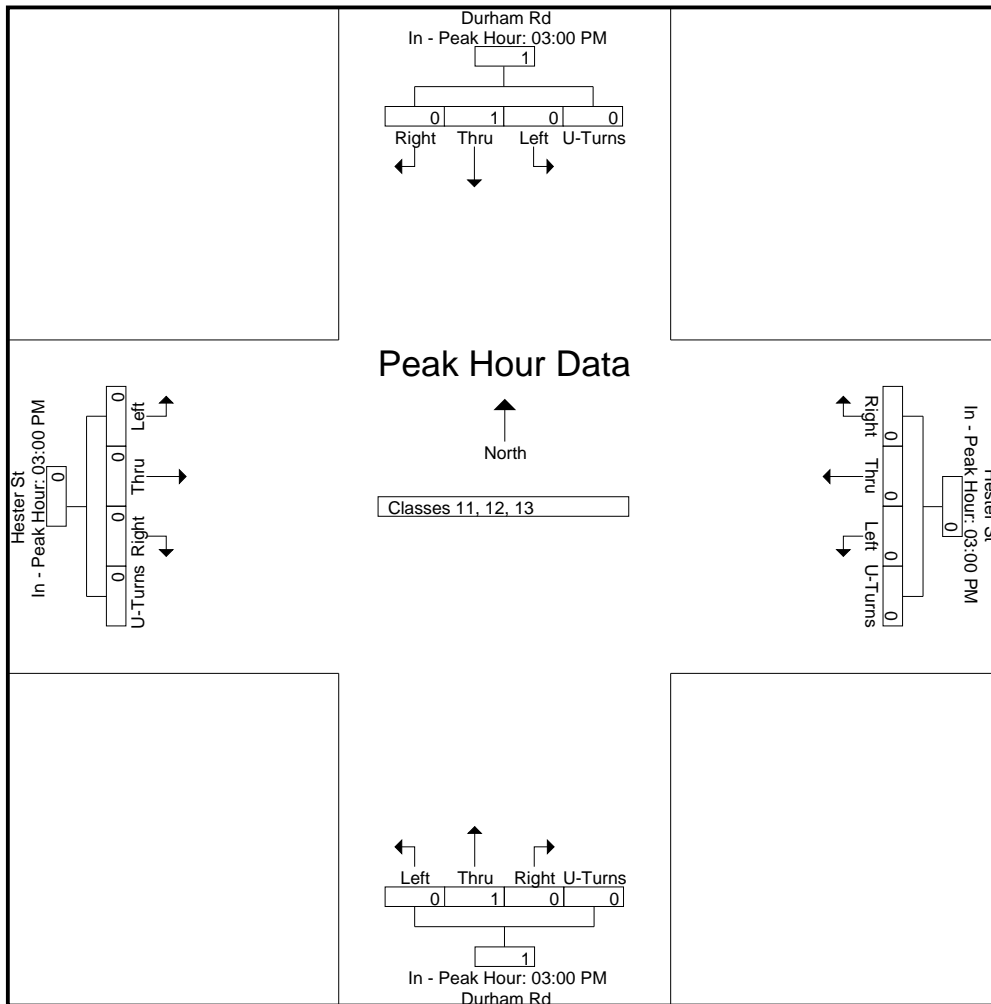 Durham Rd
In - Peak Hour: 03:00 PM
1
0 1 0 0
Right Thru Left U-Turns
Peak Hour Data
North
Classes 11, 12, 13
Hester St
In - Peak Hour: 03:00 PM
0
0 0 0 0
Left Thru Right U-Turns
Hester St
In - Peak Hour: 03:00 PM
0
0 0 0 0
Right Thru Left U-Turns
Left Thru Right U-Turns
0 1 0 0
1
In - Peak Hour: 03:00 PM
Durham Rd